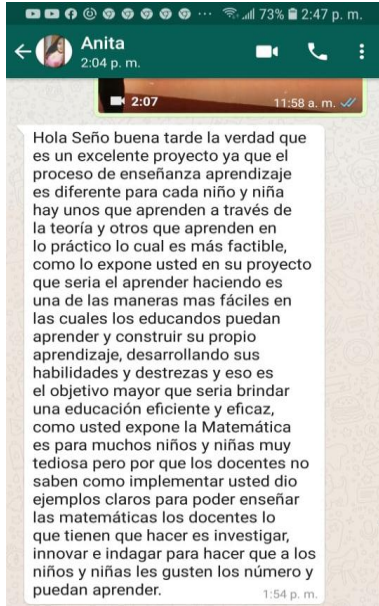 73% 2:47 p. m.
Anita
2:04 p. m.
2:07 11:58 a. m.
Hola Seño buena tarde la verdad que
es un excelente proyecto ya que el
proceso de enseñanza aprendizaje
es diferente para cada niño y niña
hay unos que aprenden a través de
la teoría y otros que aprenden en
lo práctico lo cual es más factible,
como lo expone usted en su proyecto
que seria el aprender haciendo es
una de las maneras mas fáciles en
las cuales los educandos puedan
aprender y construir su propio
aprendizaje, desarrollando sus
habilidades y destrezas y eso es
el objetivo mayor que seria brindar
una educación eficiente y eficaz,
como usted expone la Matemática
es para muchos niños y niñas muy
tediosa pero por que los docentes no
saben como implementar usted dio
ejemplos claros para poder enseñar
las matemáticas los docentes lo
que tienen que hacer es investigar,
innovar e indagar para hacer que a los
niños y niñas les gusten los número y
puedan aprender.
1:54 p. m.